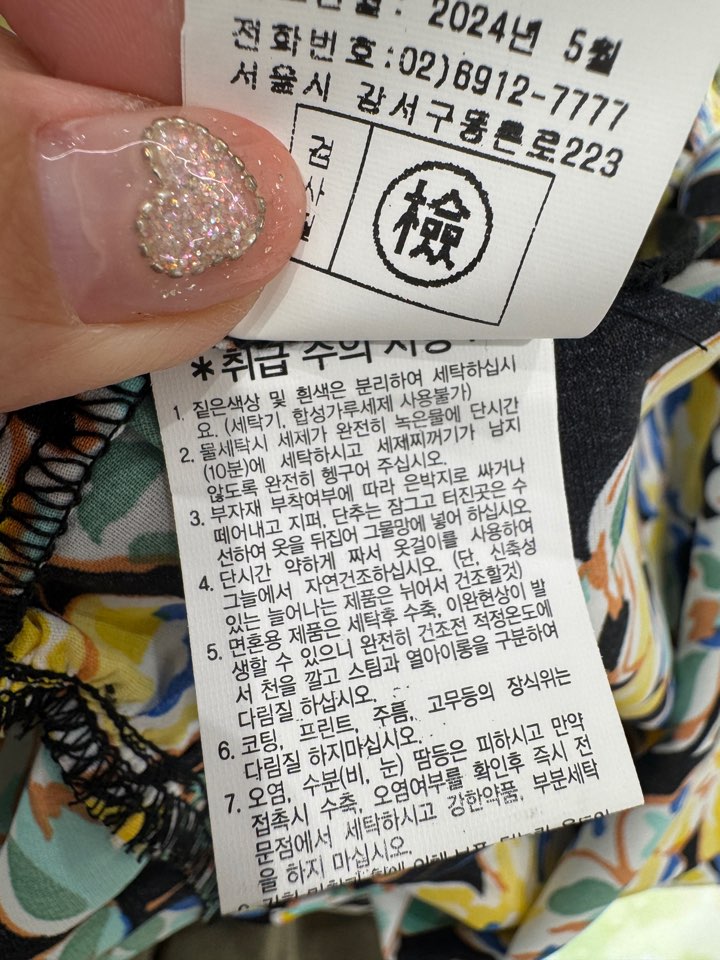 2024년 5월
전화번호:02)6912-7777
서울시 강서구 223
검사
檢
*취급 주의
1. 짙은색상 및 흰색은 분리하여 세탁하십시
요. (세탁기, 합성가루세제 사용불가)
2. 물세탁시 세제가 완전히 녹은물에 단시간
(10분)에 세탁하시고 세제찌꺼기가 남지
않도록 완전히 헹구어 주십시오.
3. 부자재 부착여부에 따라 은박지로 싸거나
떼어내고 지퍼, 단추는 잠그고 터진곳은 수
선하여 옷을 뒤집어 그물망에 넣어 하십시오
4. 단시간 약하게 짜서 옷걸이를 사용하여
그늘에서 자연건조하십시오. (단, 신축성
있는 늘어나는 제품은 뉘어서 건조할것)
5. 면혼용 제품은 세탁후 수축, 이완현상이 발
생할 수 있으니 완전히 건조전 적정온도에
서 천을 깔고 스팀과 열아이롱을 구분하여
다림질 하십시오.
6. 코팅, 프린트, 주름, 고무등의 장식위는
다림질 하지마십시오.
7. 오염, 수분(비, 눈) 땀등은 피하시고 만약
접촉시 수축, 오염여부를 확인후 즉시 전
문점에서 세탁하시고 강한약품, 부분세탁
을 하지 마십시오.